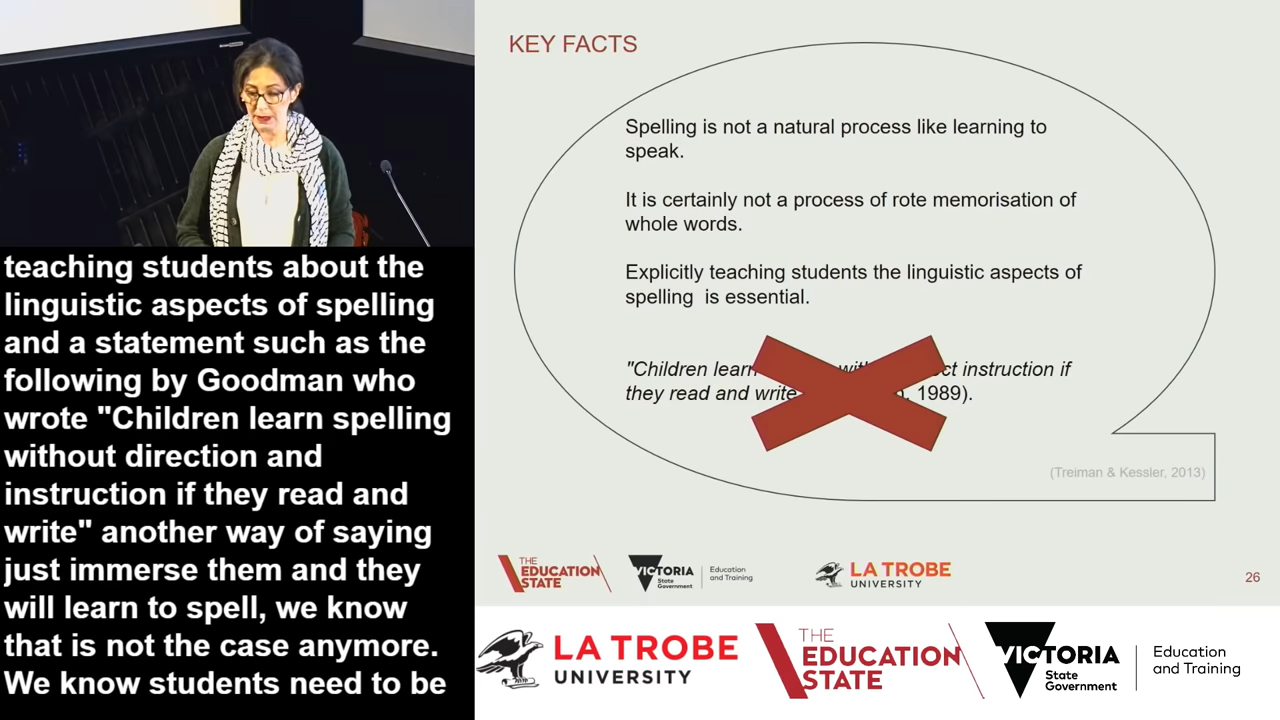 KEY FACTS
Spelling is not a natural process like learning to
speak.
It is certainly not a process of rote memorisation of
whole words.
Explicitly teaching students the linguistic aspects of
spelling is essential.
"Children learn instruction if
they read and write 1989).
(Treiman & Kessler, 2013)
THE
EDUCATION
STATE
VICTORIA
State
Government
Education
and Training
LA TROBE
UNIVERSITY
26
teaching students about the
linguistic aspects of spelling
and a statement such as the
following by Goodman who
wrote "Children learn spelling
without direction and
instruction if they read and
write" another way of saying
just immerse them and they
will learn to spell, we know
that is not the case anymore.
We know students need to be
LA TROBE
UNIVERSITY
THE
EDUCATION
STATE
VICTORIA
State
Government
Education
and Training